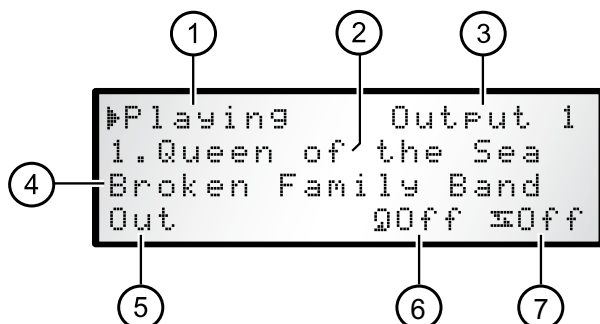 1 2 3
Playing Output 1
1.Queen of the Sea
4 Broken Family Band
Out Off Off
5 6 7